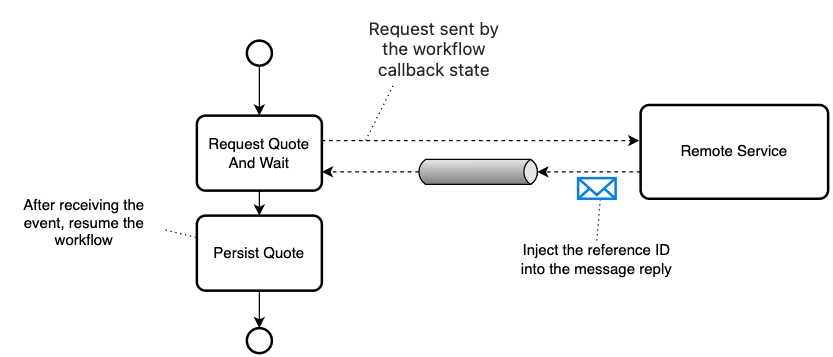 Request sent by
the workflow
callback state
Request Quote
And Wait
Remote Service
After receiving the
event, resume the
workflow
Persist Quote
Inject the reference ID
into the message reply